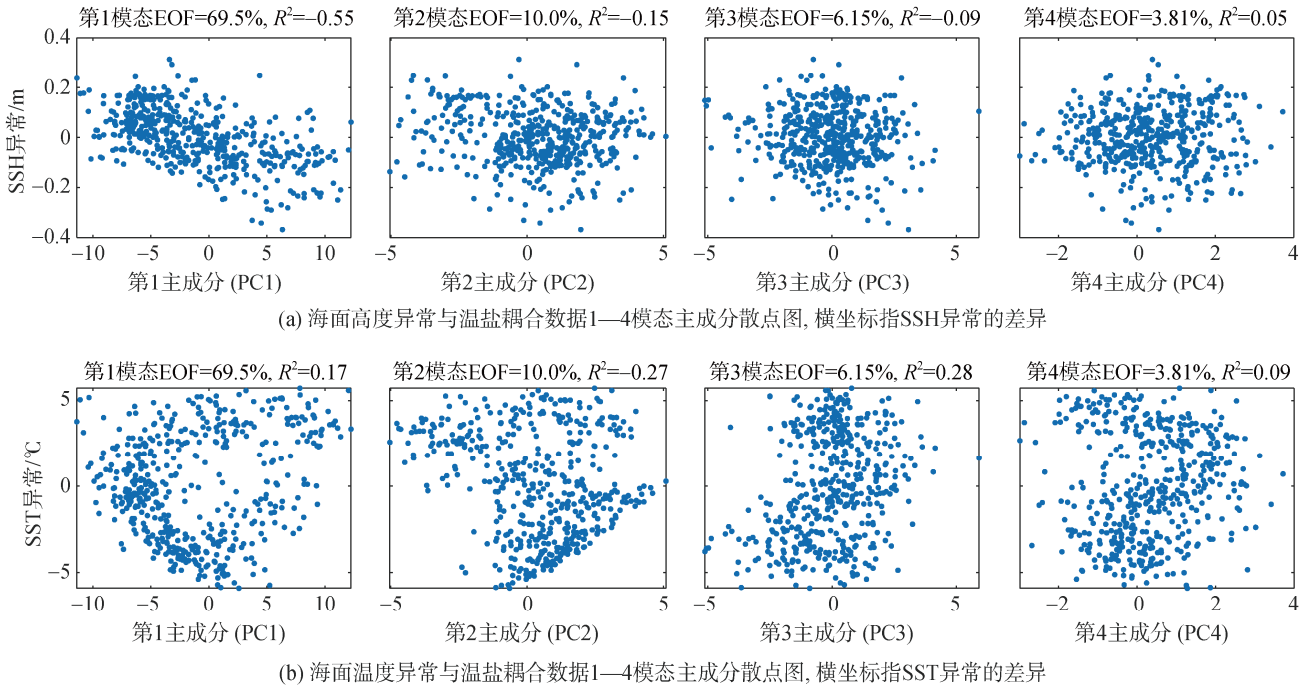 第1模态EOF=69.5%, R²=−0.55
第2模态EOF=10.0%, R²=−0.15
第3模态EOF=6.15%, R²=−0.09
第4模态EOF=3.81%, R²=0.05
SSH异常/m
0.4
0.2
0
−0.2
−0.4
−10 −5 0 5 10
−5 0 5
−5 0 5
−2 0 2 4
第1主成分 (PC1)
第2主成分 (PC2)
第3主成分 (PC3)
第4主成分 (PC4)
(a) 海面高度异常与温盐耦合数据1—4模态主成分散点图, 横坐标指SSH异常的差异
第1模态EOF=69.5%, R²=0.17
第2模态EOF=10.0%, R²=−0.27
第3模态EOF=6.15%, R²=0.28
第4模态EOF=3.81%, R²=0.09
SST异常/℃
5
0
−5
−10 −5 0 5 10
−5 0 5
−5 0 5
−2 0 2 4
第1主成分 (PC1)
第2主成分 (PC2)
第3主成分 (PC3)
第4主成分 (PC4)
(b) 海面温度异常与温盐耦合数据1—4模态主成分散点图, 横坐标指SST异常的差异